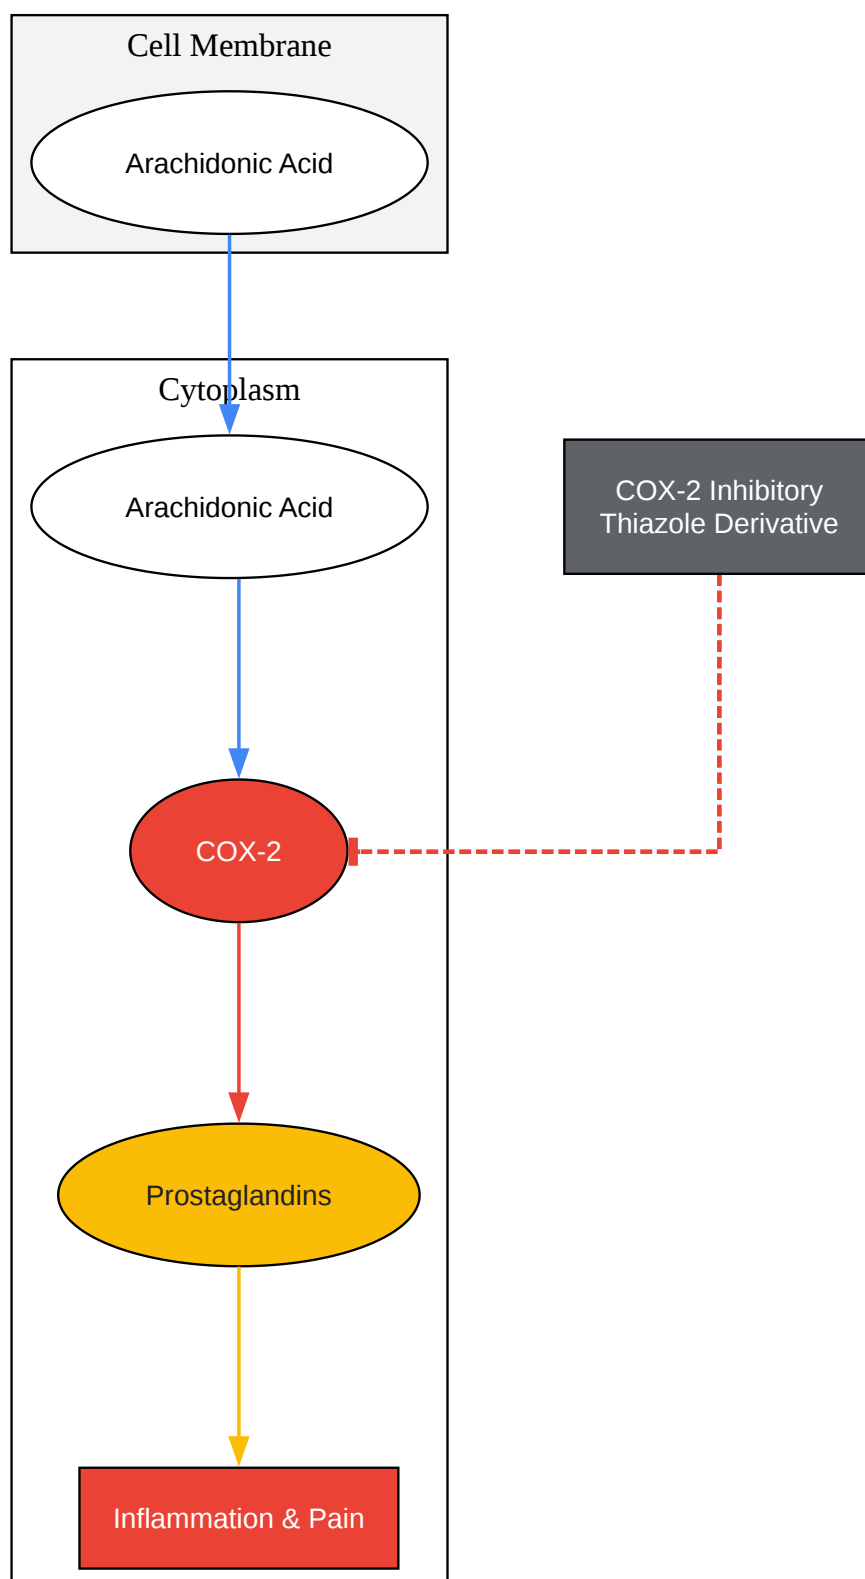 Cell Membrane
Arachidonic Acid
Cytoplasm
Arachidonic Acid
COX-2 Inhibitory
Thiazole Derivative
COX-2
Prostaglandins
Inflammation & Pain